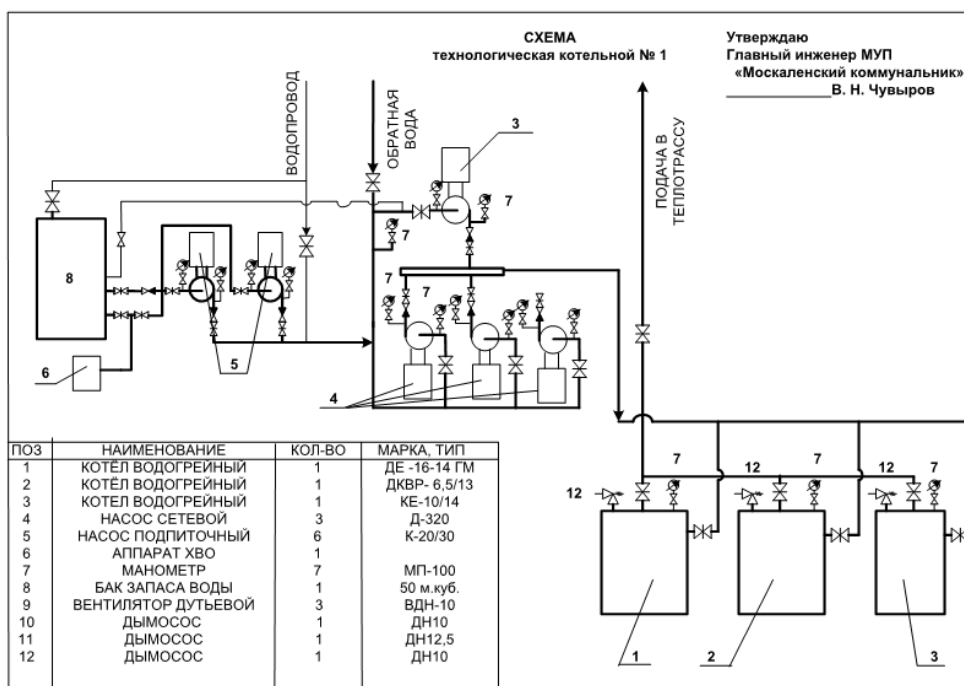 СХЕМА
технологическая котельной № 1
Утверждаю
Главный инженер МУП
«Москаленский коммунальник»
В. Н. Чувыров
ВОДОПРОВОД
ОБРАТНАЯ
ВОДА
ПОДАЧА В
ТЕПЛОТРАССУ
3
7
7
8
7
7
5
6
4
7
7
7
12
12
12
1
2
3
ПОЗ НАИМЕНОВАНИЕ КОЛ-ВО МАРКА, ТИП
1 КОТЁЛ ВОДОГРЕЙНЫЙ 1 ДЕ -16-14 ГМ
2 КОТЁЛ ВОДОГРЕЙНЫЙ 1 ДКВР- 6,5/13
3 КОТЕЛ ВОДОГРЕЙНЫЙ 1 КЕ-10/14
4 НАСОС СЕТЕВОЙ 3 Д-320
5 НАСОС ПОДПИТОЧНЫЙ 6 К-20/30
6 АППАРАТ ХВО 1
7 МАНОМЕТР 7 МП-100
8 БАК ЗАПАСА ВОДЫ 1 50 м.куб.
9 ВЕНТИЛЯТОР ДУТЬЕВОЙ 3 ВДН-10
10 ДЫМОСОС 1 ДН10
11 ДЫМОСОС 1 ДН12,5
12 ДЫМОСОС 1 ДН10